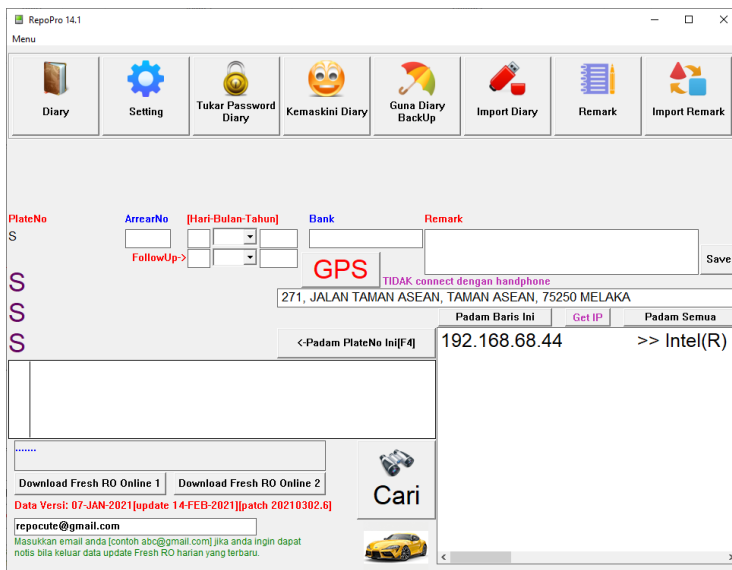 RepoPro 14.1
Menu
Diary
Setting
Tukar Password
Diary
Kemaskini Diary
Guna Diary
BackUp
Import Diary
Remark
Import Remark
PlateNo
ArrearNo
[Hari-Bulan-Tahun]
Bank
Remark
S
FollowUp->
Save
GPS
TIDAK connect dengan handphone
S
271, JALAN TAMAN ASEAN, TAMAN ASEAN, 75250 MELAKA
S
Padam Baris Ini
Get IP
Padam Semua
S
<-Padam PlateNo Ini[F4]
192.168.68.44 >> Intel(R)
.......
Download Fresh RO Online 1
Download Fresh RO Online 2
Cari
Data Versi: 07-JAN-2021[update 14-FEB-2021][patch 20210302.6]
repocute@gmail.com
Masukkan email anda [contoh abc@gmail.com] jika anda ingin dapat
notis bila keluar data update Fresh RO harian yang terbaru.